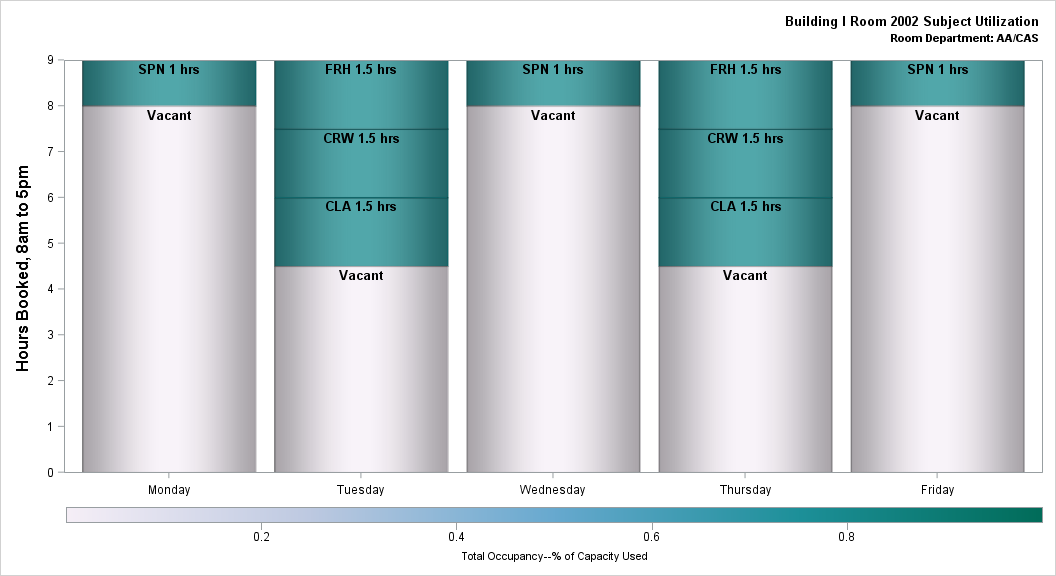 Building I Room 2002 Subject Utilization
Room Department: AA/CAS
Hours Booked, 8am to 5pm
9
8
7
6
5
4
3
2
1
0
SPN 1 hrs
Vacant
FRH 1.5 hrs
CRW 1.5 hrs
CLA 1.5 hrs
Vacant
SPN 1 hrs
Vacant
FRH 1.5 hrs
CRW 1.5 hrs
CLA 1.5 hrs
Vacant
SPN 1 hrs
Vacant
Monday Tuesday Wednesday Thursday Friday
0.2 0.4 0.6 0.8
Total Occupancy--% of Capacity Used